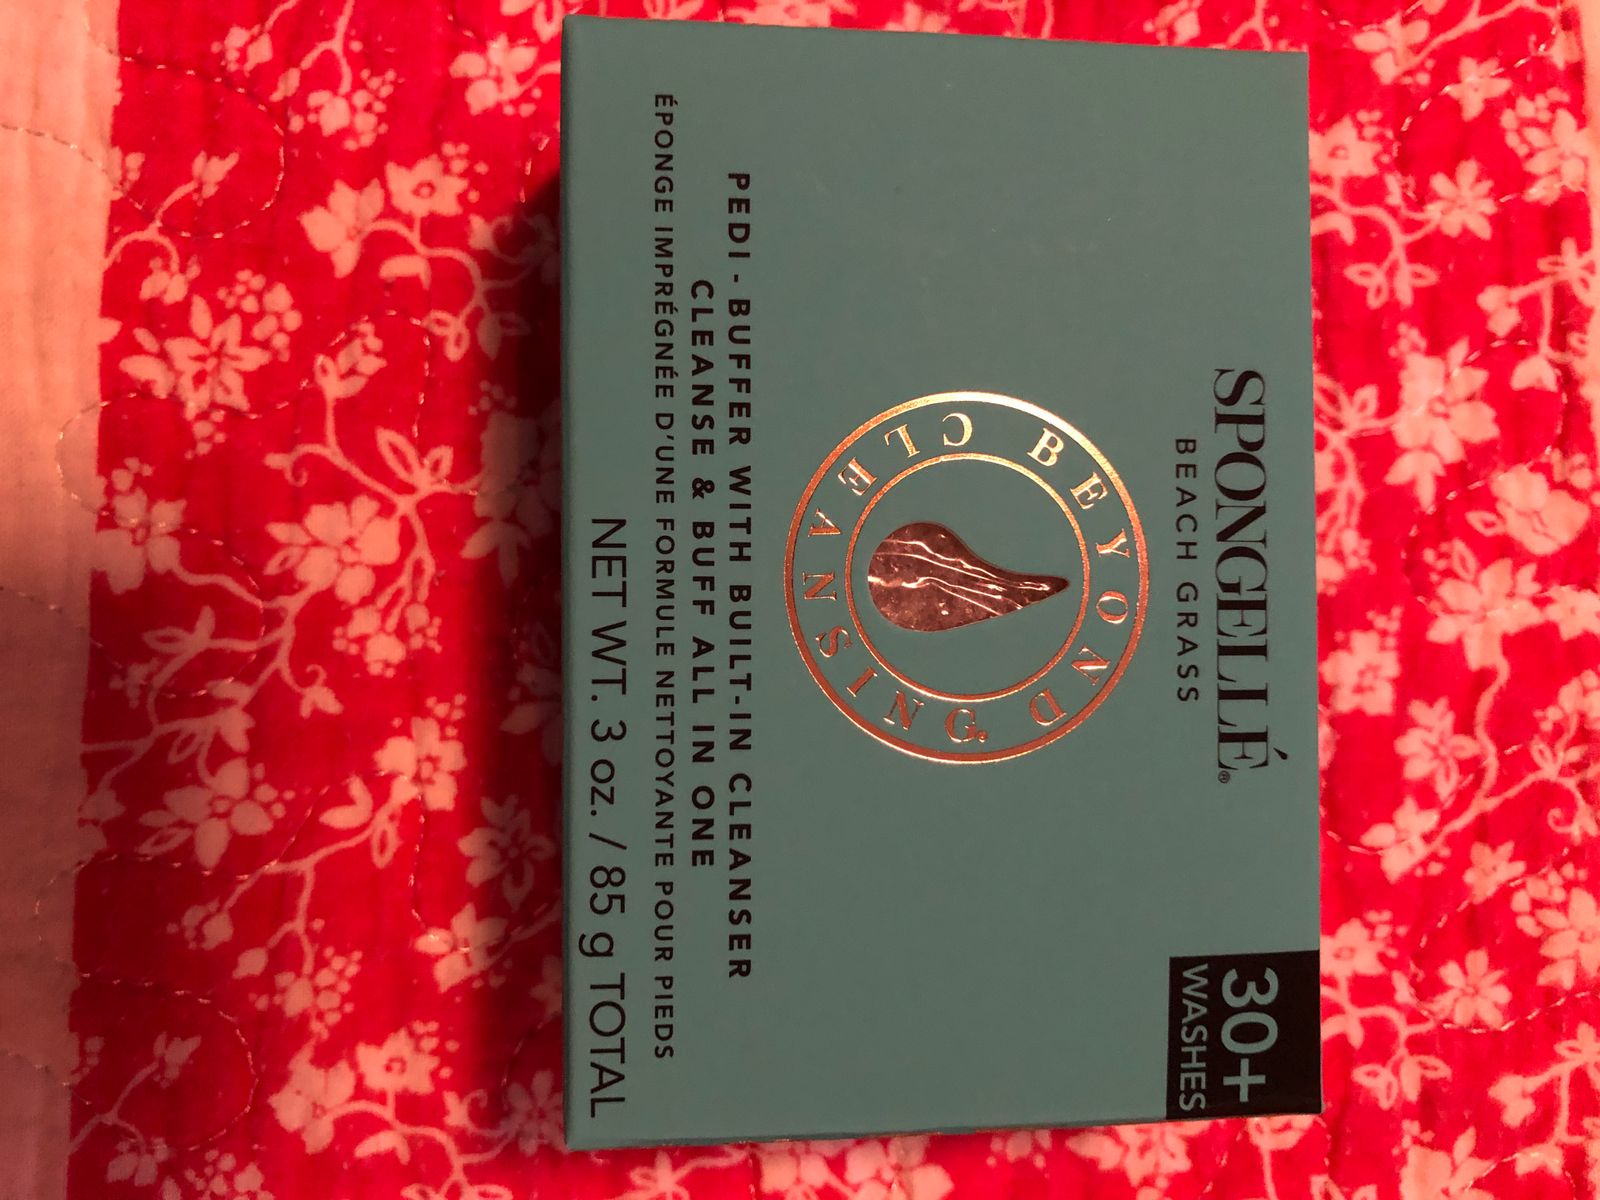 SPONGELLÉ®
BEACH GRASS
30+
WASHES
BEYOND CLEANSING®
PEDI - BUFFER WITH BUILT-IN CLEANSER
CLEANSE & BUFF ALL IN ONE
ÉPONGE IMPRÉGNÉE D'UNE FORMULE NETTOYANTE POUR PIEDS
NET WT. 3 oz. / 85 g TOTAL